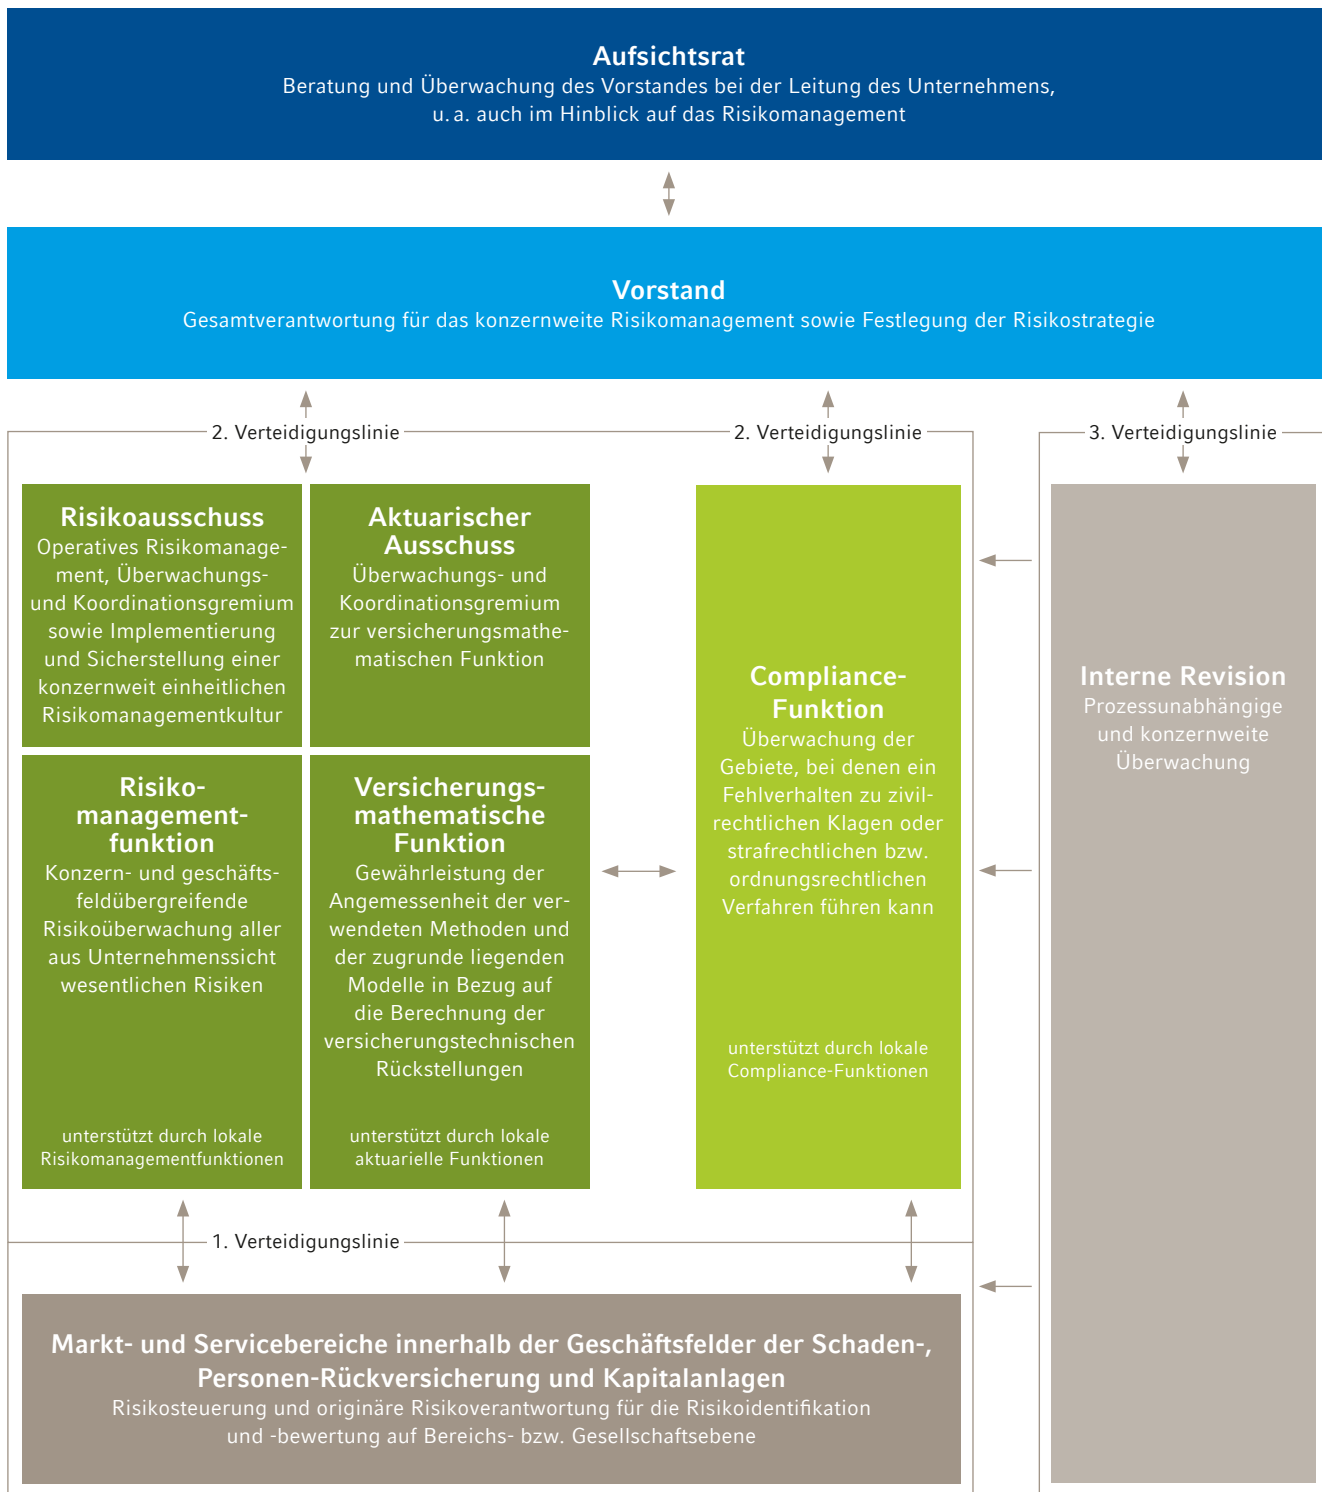 Aufsichtsrat
Beratung und Überwachung des Vorstandes bei der Leitung des Unternehmens,
u. a. auch im Hinblick auf das Risikomanagement
Vorstand
Gesamtverantwortung für das konzernweite Risikomanagement sowie Festlegung der Risikostrategie
2. Verteidigungslinie
2. Verteidigungslinie
3. Verteidigungslinie
Risikoausschuss
Operatives Risikomanage-
ment, Überwachungs-
und Koordinationsgremium
sowie Implementierung
und Sicherstellung einer
konzernweit einheitlichen
Risikomanagementkultur
Aktuarischer
Ausschuss
Überwachungs- und
Koordinationsgremium
zur versicherungsmathe-
matischen Funktion
Risiko-
management-
funktion
Konzern- und geschäfts-
feldübergreifende
Risikoüberwachung aller
aus Unternehmenssicht
wesentlichen Risiken
unterstützt durch lokale
Risikomanagementfunktionen
Versicherungs-
mathematische
Funktion
Gewährleistung der
Angemessenheit der ver-
wendeten Methoden und
der zugrunde liegenden
Modelle in Bezug auf
die Berechnung der
versicherungstechnischen
Rückstellungen
unterstützt durch lokale
aktuarielle Funktionen
Compliance-
Funktion
Überwachung der
Gebiete, bei denen ein
Fehlverhalten zu zivil-
rechtlichen Klagen oder
strafrechtlichen bzw.
ordnungsrechtlichen
Verfahren führen kann
unterstützt durch lokale
Compliance-Funktionen
Interne Revision
Prozessunabhängige
und konzernweite
Überwachung
1. Verteidigungslinie
Markt- und Servicebereiche innerhalb der Geschäftsfelder der Schaden-,
Personen-Rückversicherung und Kapitalanlagen
Risikosteuerung und originäre Risikoverantwortung für die Risikoidentifikation
und -bewertung auf Bereichs- bzw. Gesellschaftsebene